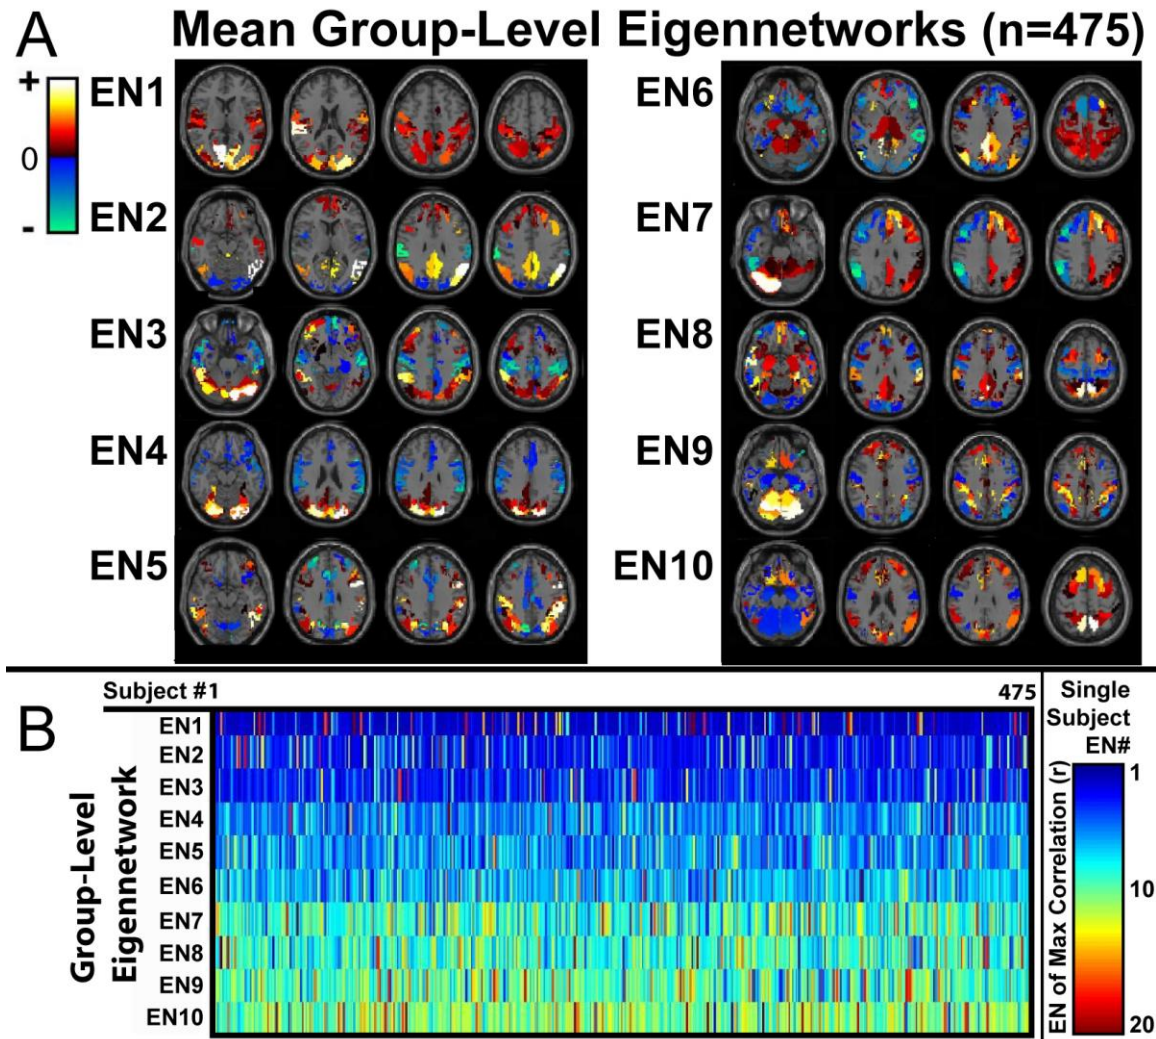 A
Mean Group-Level Eigennetworks (n=475)
+
0
-
EN1
EN2
EN3
EN4
EN5
EN6
EN7
EN8
EN9
EN10
B
Subject #1
475
Group-Level
Eigennetwork
EN1
EN2
EN3
EN4
EN5
EN6
EN7
EN8
EN9
EN10
Single
Subject
EN#
EN of Max Correlation (r)
1
10
20